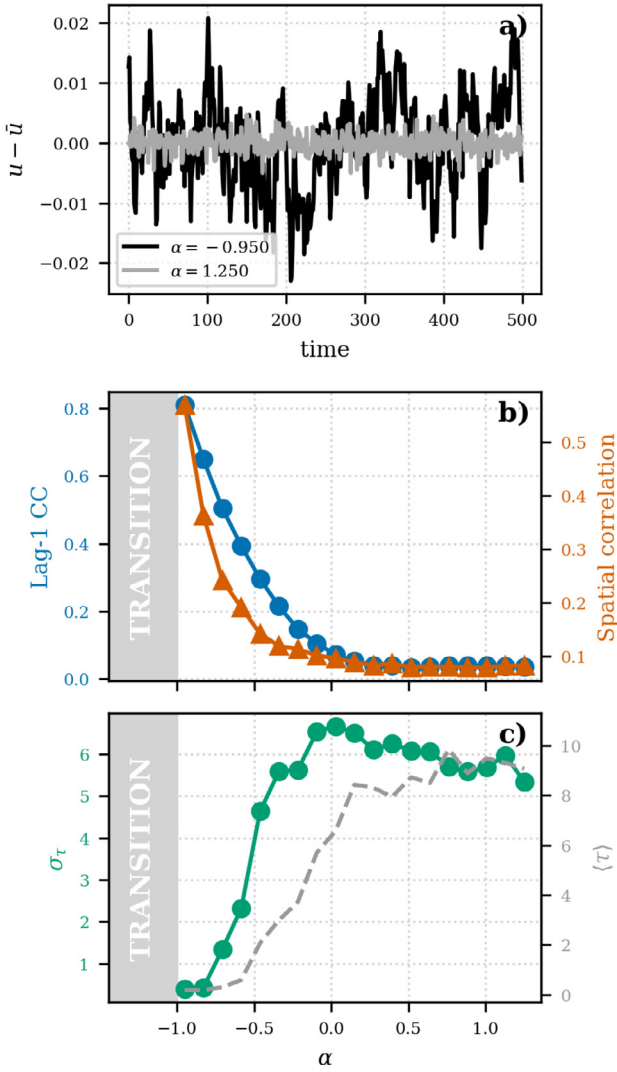 a)
u − ū
0.02
0.01
0.00
−0.01
−0.02
α = −0.950
α = 1.250
0
100
200
300
400
500
time
b)
TRANSITION
Lag-1 CC
0.8
0.6
0.4
0.2
0.0
Spatial correlation
0.5
0.4
0.3
0.2
0.1
c)
TRANSITION
σ_τ
6
5
4
3
2
1
⟨τ⟩
10
8
6
4
2
0
−1.0
−0.5
0.0
0.5
1.0
α